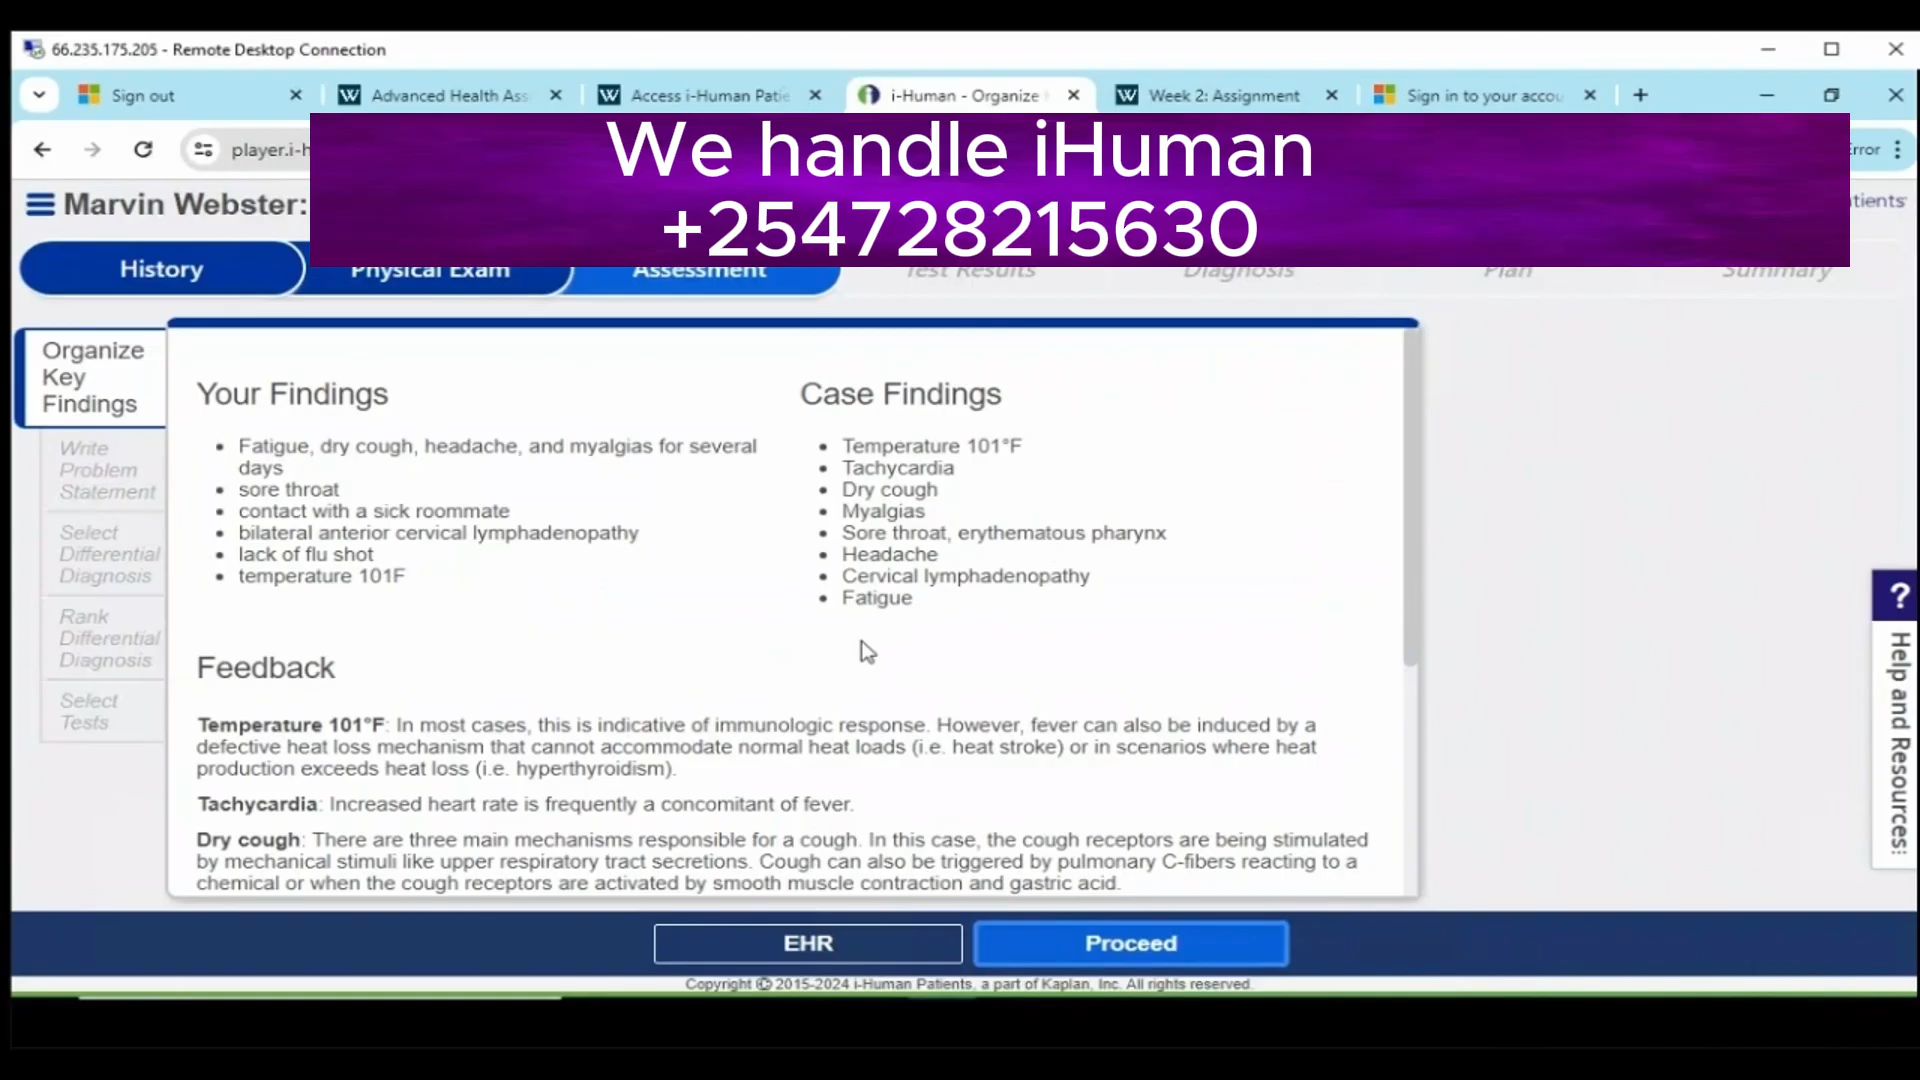 66.235.175.205 - Remote Desktop Connection
Sign out
Advanced Health Ass
Access i-Human Patie
i-Human - Organize
Week 2: Assignment
Sign in to your accou
player.i-h
We handle iHuman
+254728215630
Error
Marvin Webster:
tients
History
Physical Exam
Assessment
Test Results
Diagnosis
Plan
Summary
Organize
Key
Findings
Write
Problem
Statement
Select
Differential
Diagnosis
Rank
Differential
Diagnosis
Select
Tests
Your Findings
• Fatigue, dry cough, headache, and myalgias for several
days
• sore throat
• contact with a sick roommate
• bilateral anterior cervical lymphadenopathy
• lack of flu shot
• temperature 101F
Case Findings
• Temperature 101°F
• Tachycardia
• Dry cough
• Myalgias
• Sore throat, erythematous pharynx
• Headache
• Cervical lymphadenopathy
• Fatigue
Feedback
Temperature 101°F: In most cases, this is indicative of immunologic response. However, fever can also be induced by a
defective heat loss mechanism that cannot accommodate normal heat loads (i.e. heat stroke) or in scenarios where heat
production exceeds heat loss (i.e. hyperthyroidism).
Tachycardia: Increased heart rate is frequently a concomitant of fever.
Dry cough: There are three main mechanisms responsible for a cough. In this case, the cough receptors are being stimulated
by mechanical stimuli like upper respiratory tract secretions. Cough can also be triggered by pulmonary C-fibers reacting to a
chemical or when the cough receptors are activated by smooth muscle contraction and gastric acid.
?
Help and Resources:
EHR
Proceed
Copyright © 2015-2024 i-Human Patients, a part of Kaplan, Inc. All rights reserved.